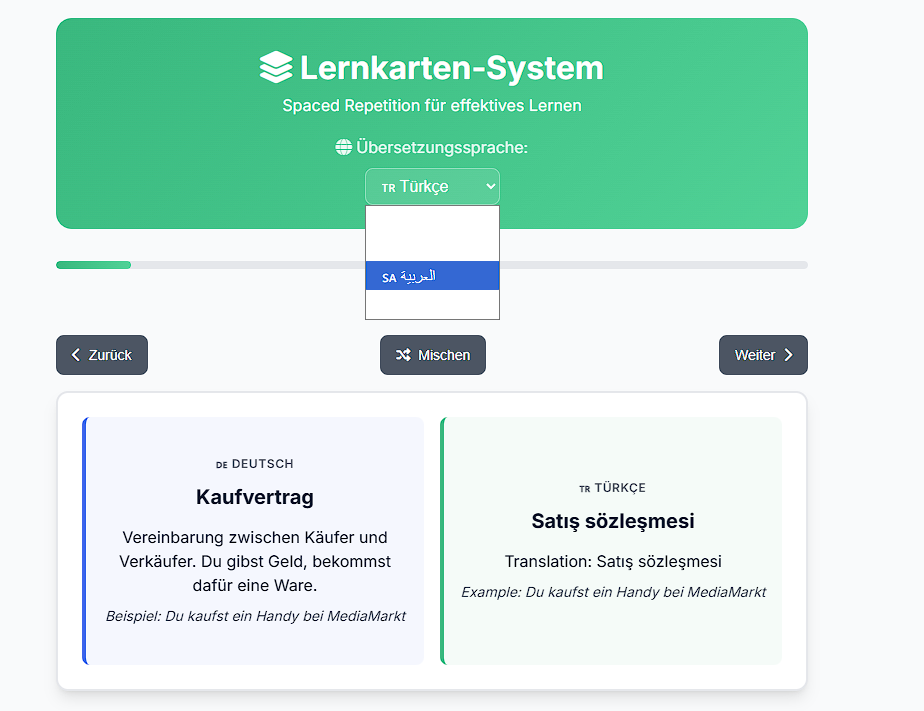 Lernkarten-System
Spaced Repetition für effektives Lernen
Übersetzungssprache:
TR Türkçe
SA العربية
Zurück
Mischen
Weiter
DE DEUTSCH
Kaufvertrag
Vereinbarung zwischen Käufer und
Verkäufer. Du gibst Geld, bekommst
dafür eine Ware.
Beispiel: Du kaufst ein Handy bei MediaMarkt
TR TÜRKÇE
Satış sözleşmesi
Translation: Satış sözleşmesi
Example: Du kaufst ein Handy bei MediaMarkt